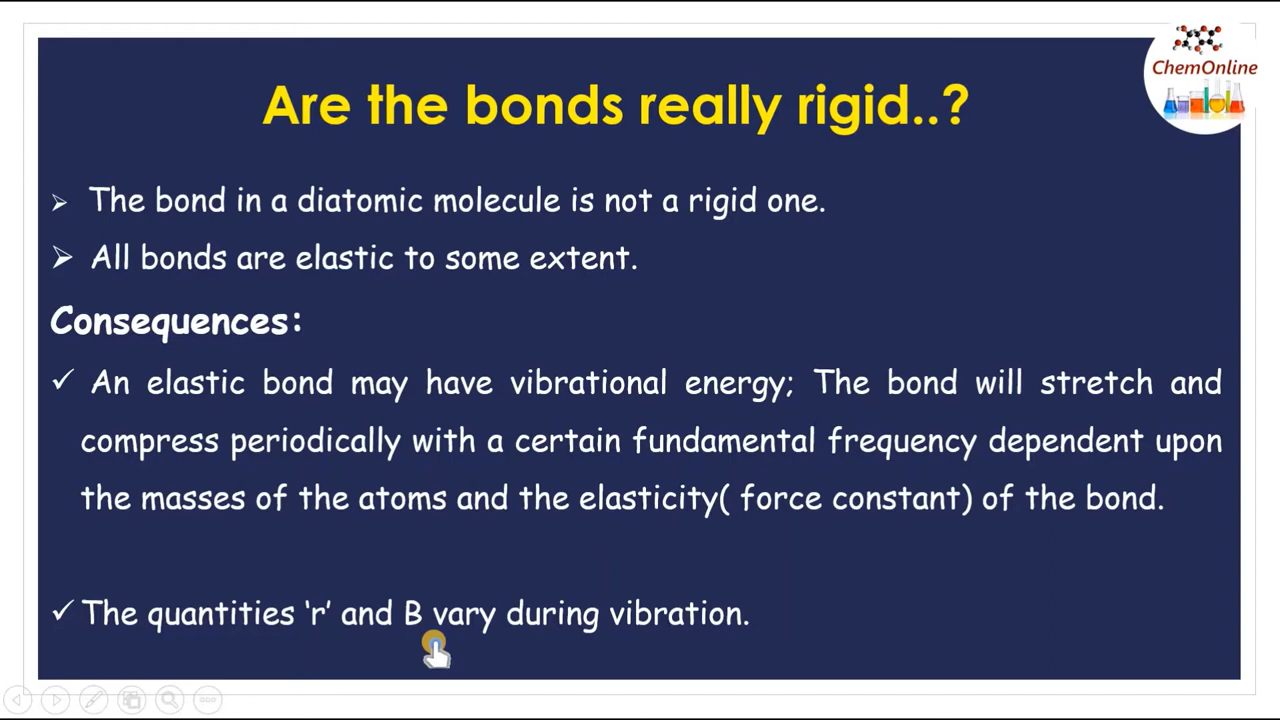 ChemOnline
Are the bonds really rigid..?
➢ The bond in a diatomic molecule is not a rigid one.
➢ All bonds are elastic to some extent.
Consequences:
✓ An elastic bond may have vibrational energy; The bond will stretch and
compress periodically with a certain fundamental frequency dependent upon
the masses of the atoms and the elasticity( force constant) of the bond.
✓ The quantities ‘r’ and B vary during vibration.